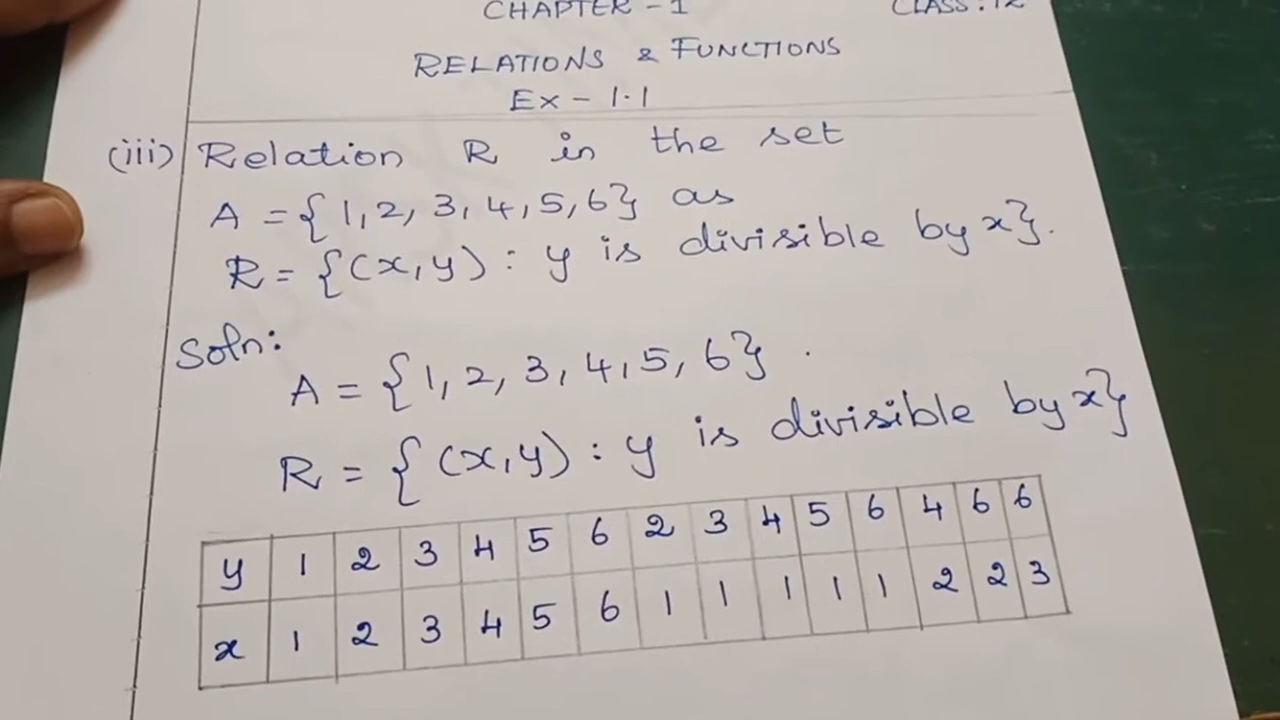 CHAPTER - 1 CLASS: 12
RELATIONS & FUNCTIONS
Ex - 1.1
(iii) Relation R in the set
A = {1, 2, 3, 4, 5, 6} as
R = {(x, y) : y is divisible by x}.
Soln:
A = {1, 2, 3, 4, 5, 6}.
R = {(x, y) : y is divisible by x}
y 1 2 3 4 5 6 2 3 4 5 6 4 6 6
x 1 2 3 4 5 6 1 1 1 1 1 2 2 3